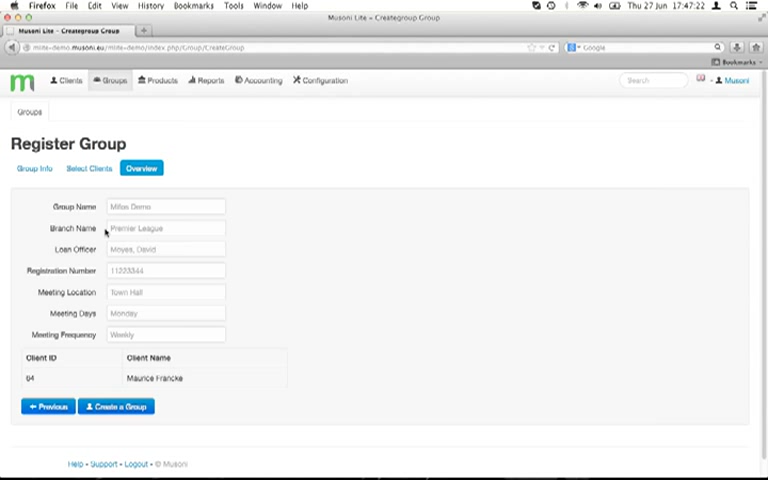 Firefox File Edit View History Bookmarks Tools Window Help Thu 27 Jun 17:47:22
Musoni Lite - Creategroup Group
Musoni Lite - Creategroup Group
mlite-demo.musoni.eu/mlite-demo/index.php/Group/CreateGroup Google
Bookmarks
m Clients Groups Products Reports Accounting Configuration Search Musoni
Groups
Register Group
Group Info Select Clients Overview
Group Name Mifos Demo
Branch Name Premier League
Loan Officer Moyes, David
Registration Number 11223344
Meeting Location Town Hall
Meeting Days Monday
Meeting Frequency Weekly
Client ID Client Name
64 Maurice Francke
Previous Create a Group
Help • Support • Logout • © Musoni